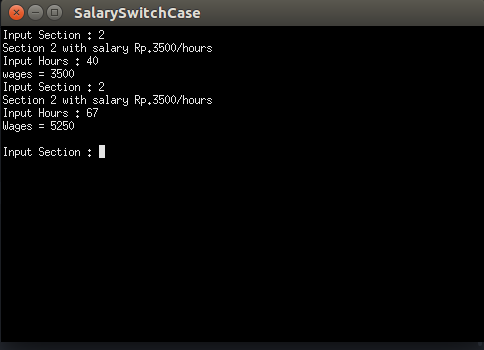 SalarySwitchCase
Input Section : 2
Section 2 with salary Rp.3500/hours
Input Hours : 40
wages = 3500
Input Section : 2
Section 2 with salary Rp.3500/hours
Input Hours : 67
Wages = 5250
Input Section :